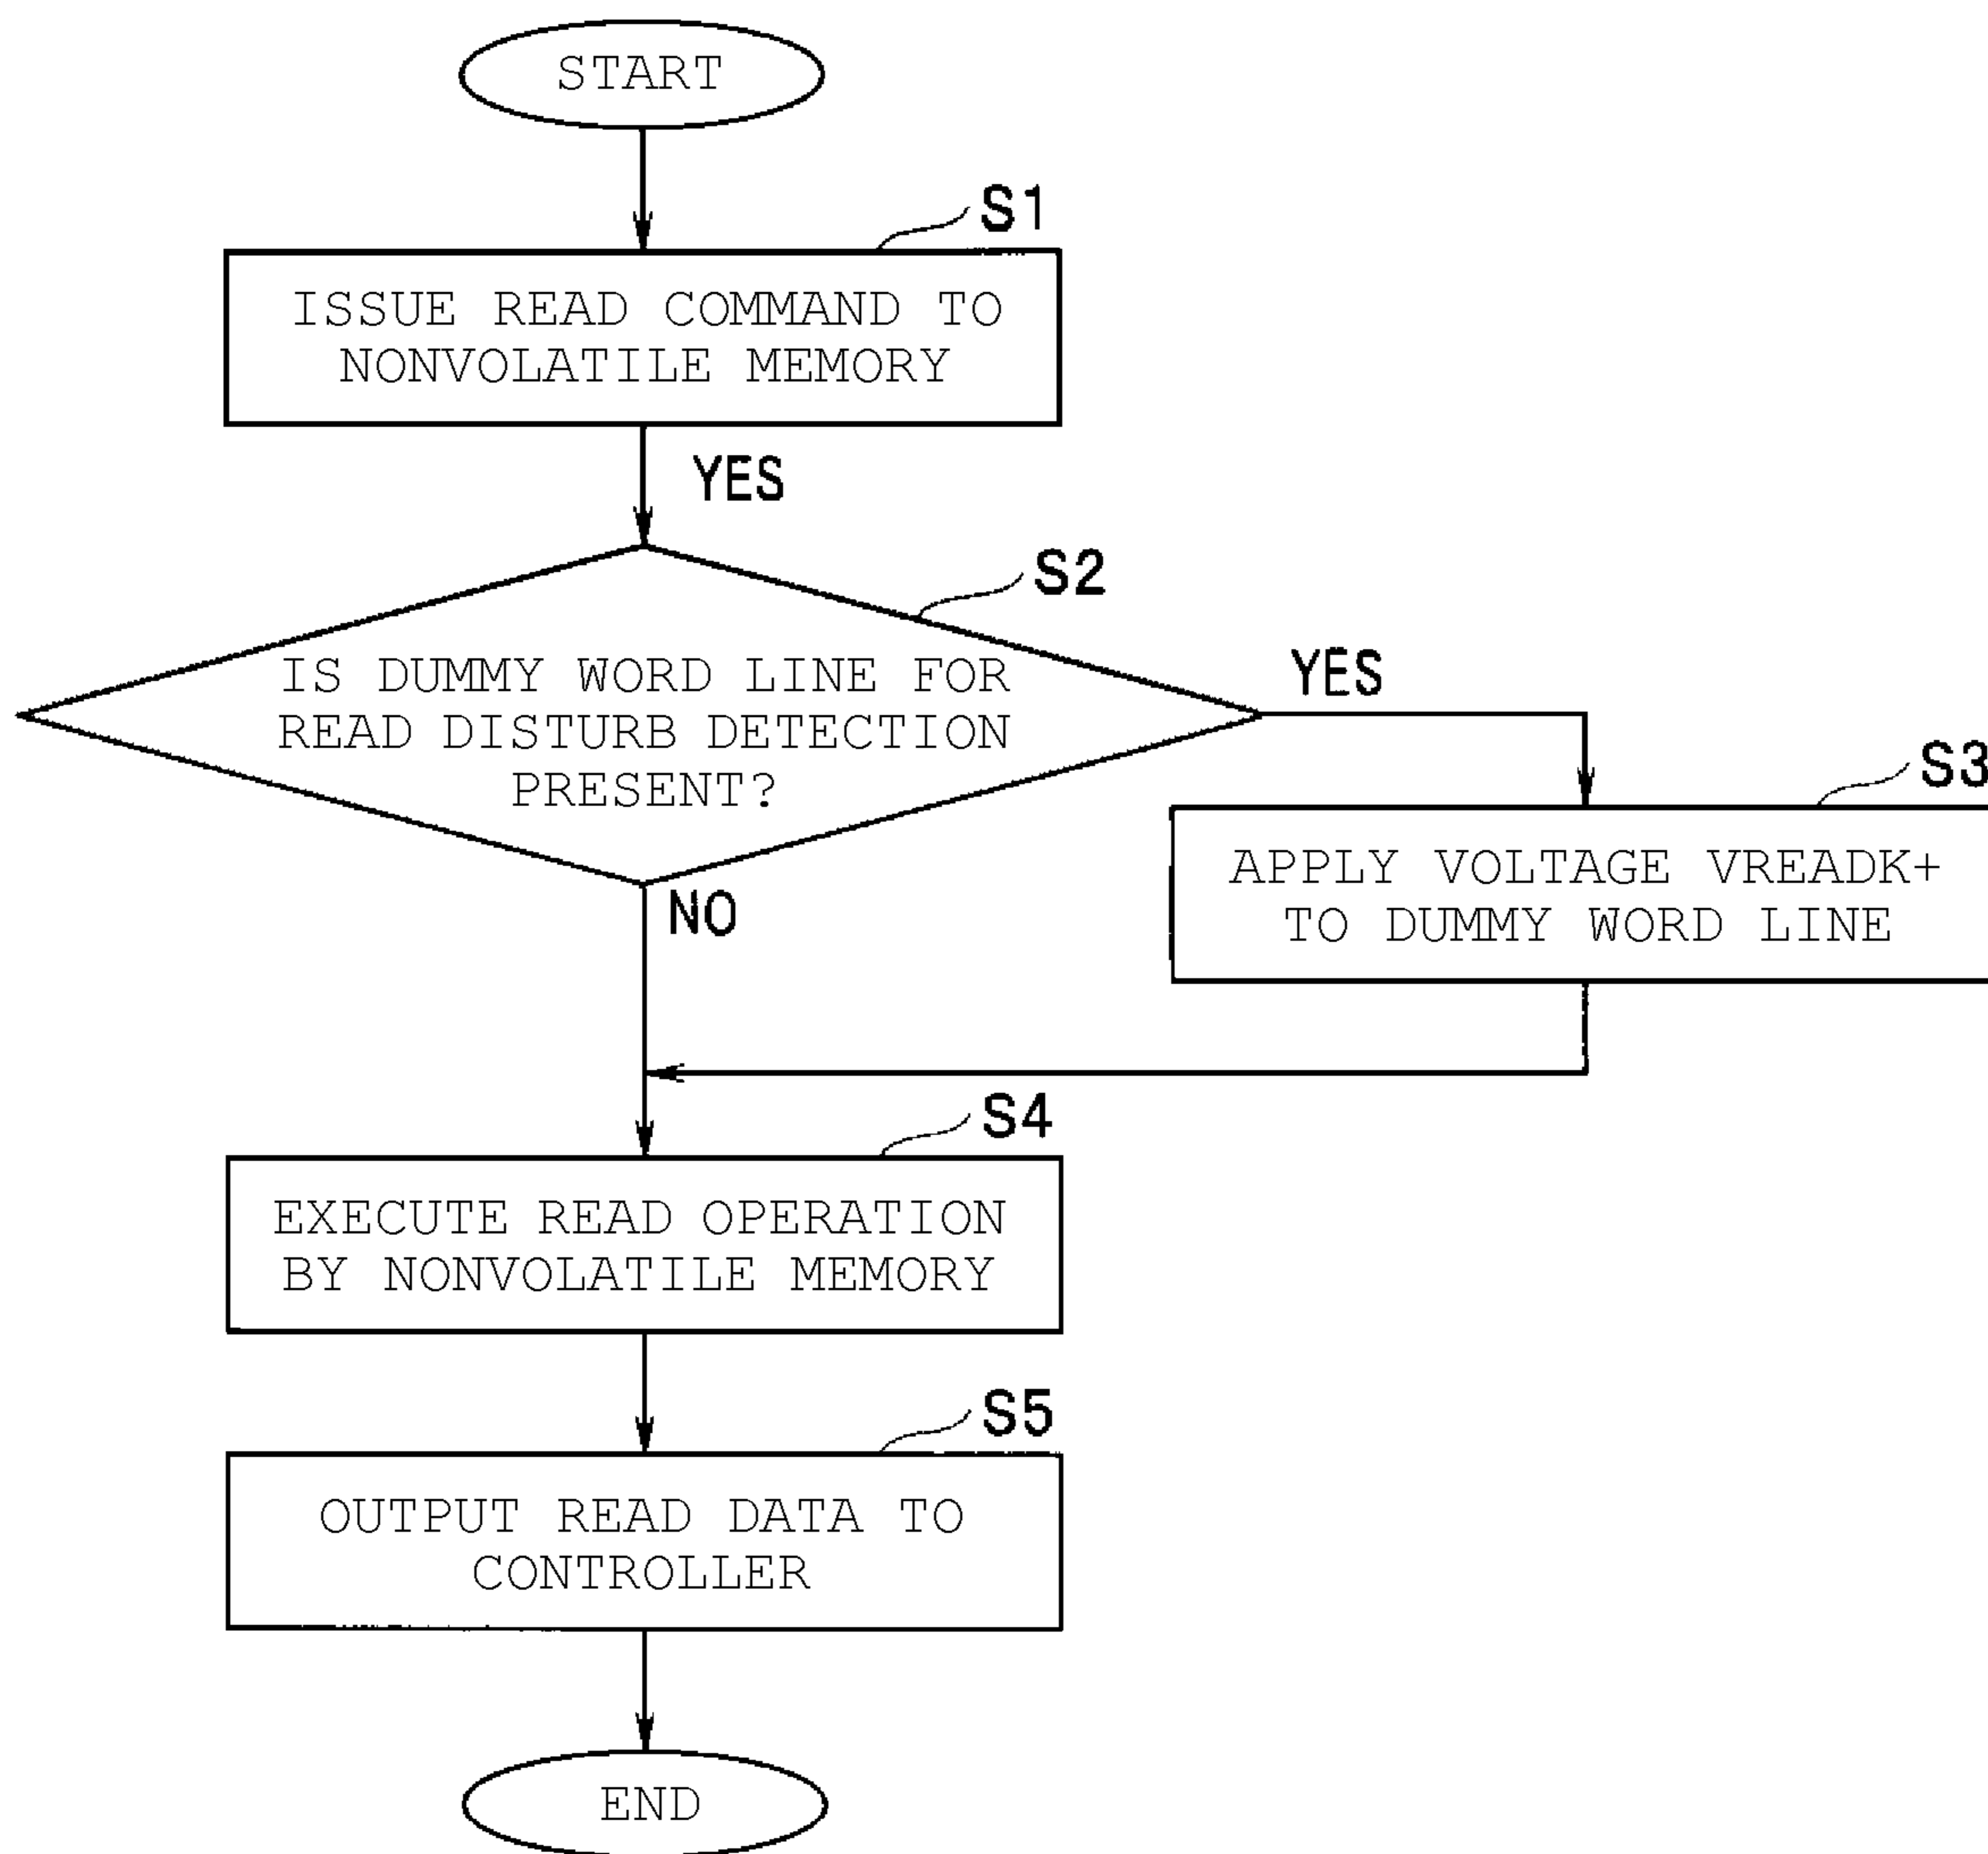 START
S1
ISSUE READ COMMAND TO
NONVOLATILE MEMORY
YES
S2
IS DUMMY WORD LINE FOR
READ DISTURB DETECTION
PRESENT?
YES
S3
APPLY VOLTAGE VREADK+
TO DUMMY WORD LINE
NO
S4
EXECUTE READ OPERATION
BY NONVOLATILE MEMORY
S5
OUTPUT READ DATA TO
CONTROLLER
END